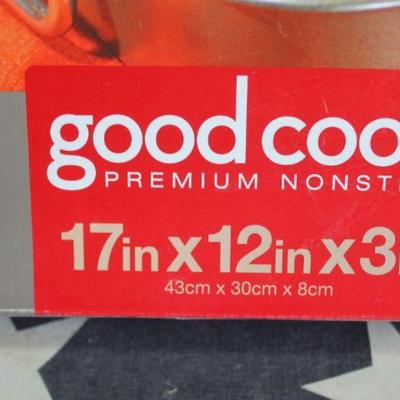 good coo
PREMIUM NONST
17in x 12in x 3
43cm x 30cm x 8cm